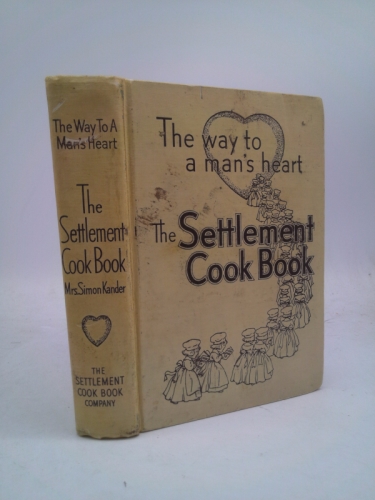 The Way To A
Man's Heart
The
Settlement
Cook Book
Mrs. Simon Kander
THE
SETTLEMENT
COOK BOOK
COMPANY
The way to
a man's heart
The Settlement
Cook Book